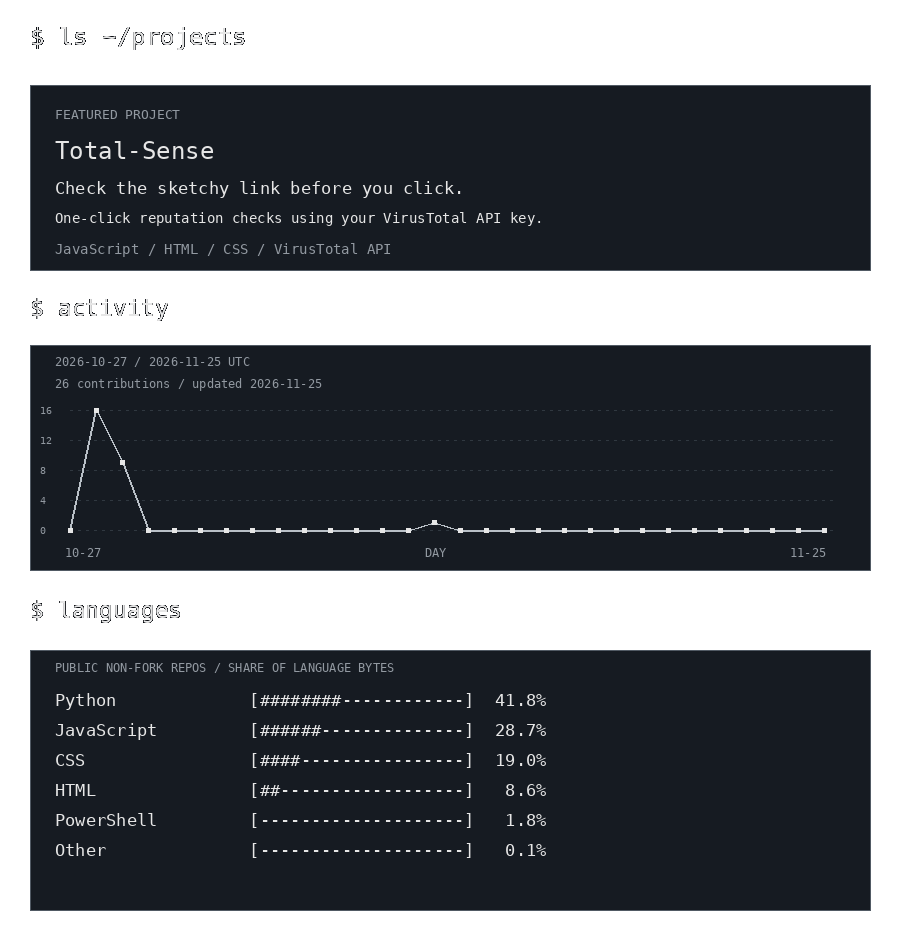 $ ls ~/projects
FEATURED PROJECT
Total-Sense
Check the sketchy link before you click.
One-click reputation checks using your VirusTotal API key.
JavaScript / HTML / CSS / VirusTotal API
$ activity
2026-10-27 / 2026-11-25 UTC
26 contributions / updated 2026-11-25
16
12
8
4
0
10-27 DAY 11-25
$ languages
PUBLIC NON-FORK REPOS / SHARE OF LANGUAGE BYTES
Python [########------------] 41.8%
JavaScript [######--------------] 28.7%
CSS [####----------------] 19.0%
HTML [##------------------] 8.6%
PowerShell [--------------------] 1.8%
Other [--------------------] 0.1%